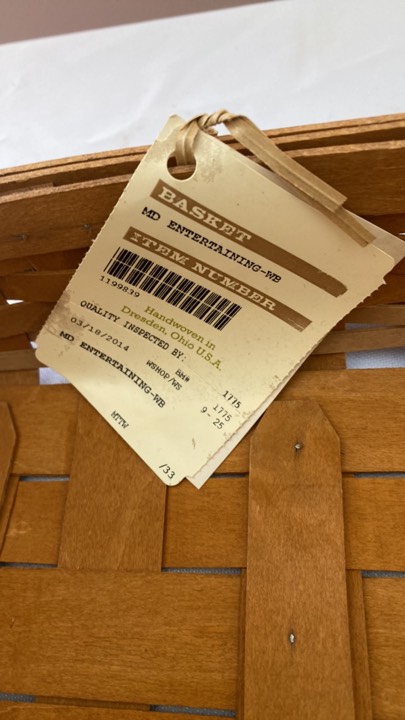 BASKET
MD ENTERTAINING-WB
ITEM NUMBER
1199839
Handwoven in
Dresden, Ohio U.S.A.
QUALITY INSPECTED BY:
03/18/2014 BM# 1775
WSHOP/WS 1775
MD ENTERTAINING-WB 9-25
MTTW /33